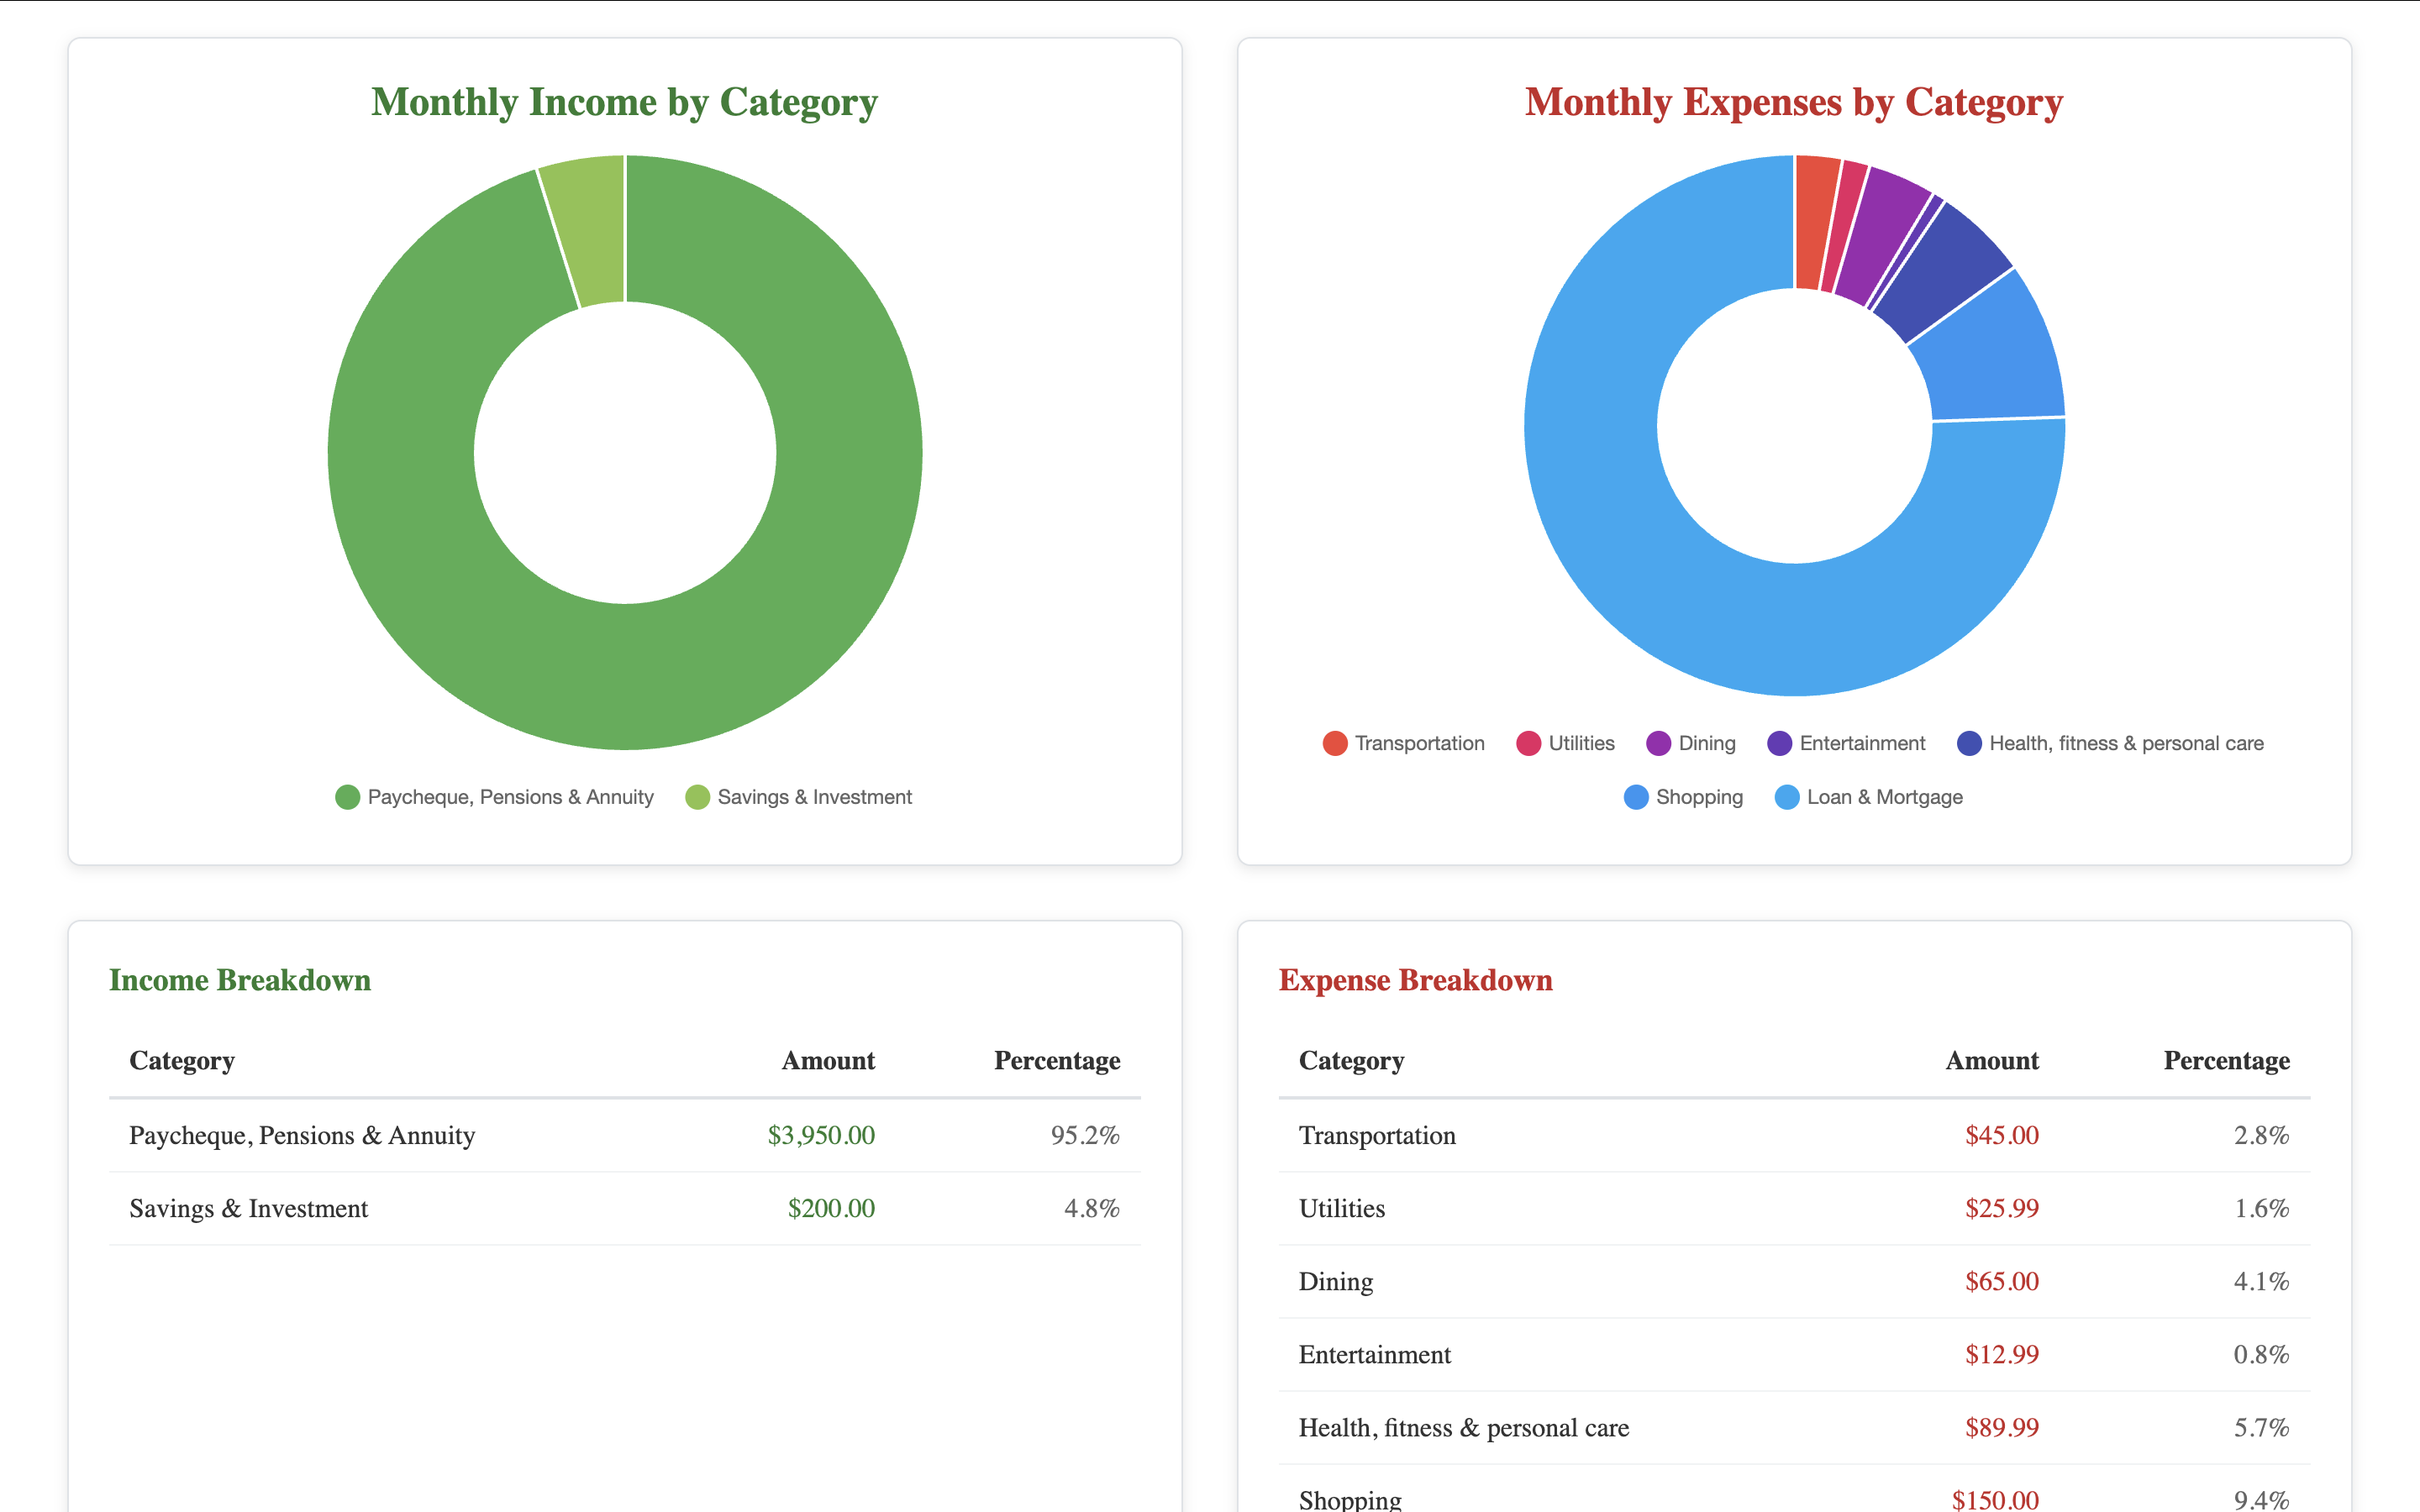 Monthly Income by Category
Paycheque, Pensions & Annuity Savings & Investment
Monthly Expenses by Category
Transportation Utilities Dining Entertainment Health, fitness & personal care
Shopping Loan & Mortgage
Income Breakdown
Category Amount Percentage
Paycheque, Pensions & Annuity $3,950.00 95.2%
Savings & Investment $200.00 4.8%
Expense Breakdown
Category Amount Percentage
Transportation $45.00 2.8%
Utilities $25.99 1.6%
Dining $65.00 4.1%
Entertainment $12.99 0.8%
Health, fitness & personal care $89.99 5.7%
Shopping $150.00 9.4%